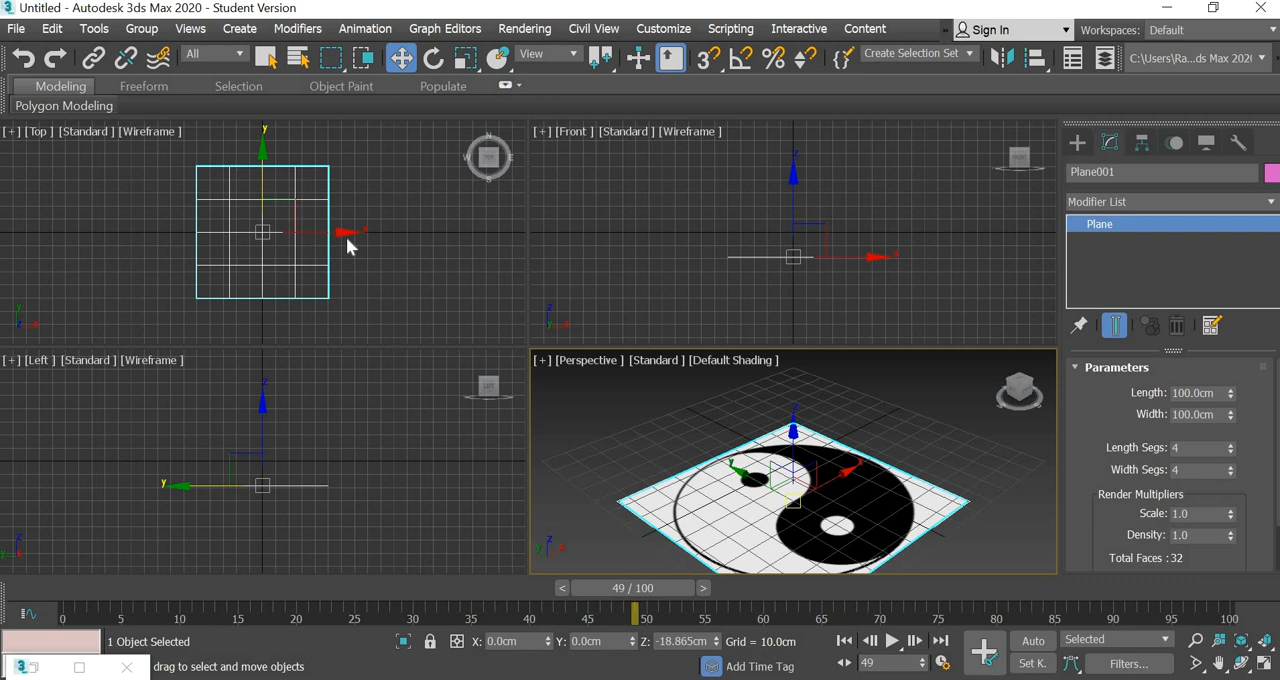 Untitled - Autodesk 3ds Max 2020 - Student Version
File Edit Tools Group Views Create Modifiers Animation Graph Editors Rendering Civil View Customize Scripting Interactive Content » Sign In Workspaces: Default
All View Create Selection Set C:\Users\Ra...ds Max 202
Modeling Freeform Selection Object Paint Populate
Polygon Modeling
[+] [Top ] [Standard ] [Wireframe ]
[+] [Front ] [Standard ] [Wireframe ]
Plane001
Modifier List
Plane
[+] [Left ] [Standard ] [Wireframe ]
[+] [Perspective ] [Standard ] [Default Shading ]
Parameters
Length: 100.0cm
Width: 100.0cm
Length Segs: 4
Width Segs: 4
Render Multipliers
Scale: 1.0
Density: 1.0
Total Faces : 32
< 49 / 100 >
0 5 10 15 20 25 30 35 40 45 50 55 60 65 70 75 80 85 90 95 100
1 Object Selected X: 0.0cm Y: 0.0cm Z: -18.865cm Grid = 10.0cm Auto Selected
drag to select and move objects Add Time Tag 49 Set K. Filters...